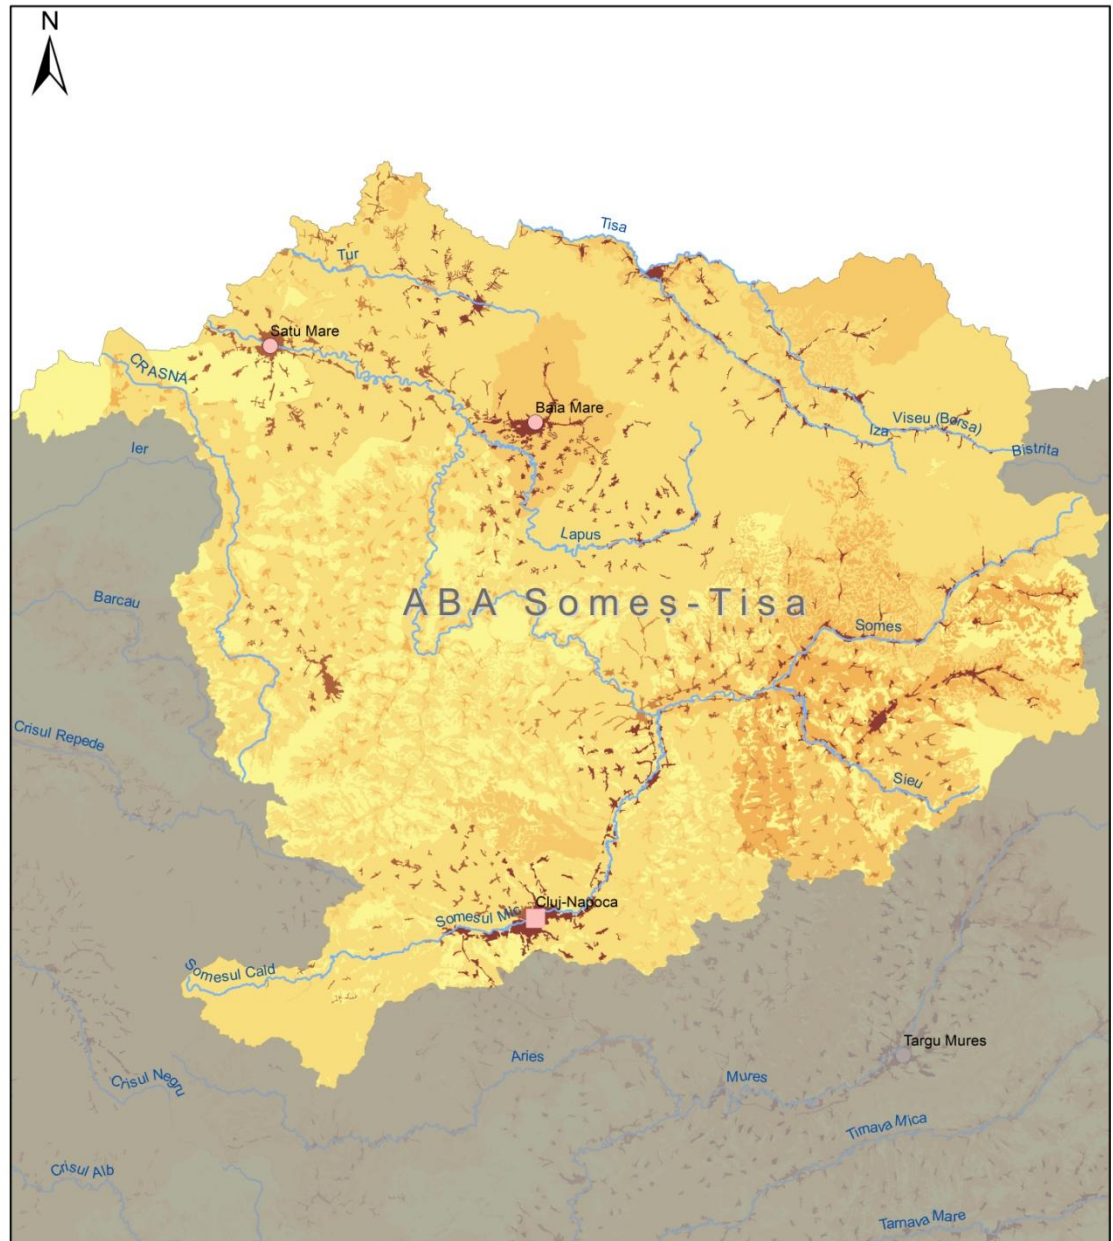 N
Tisa
Tur
Satu Mare
CRASNA
Baia Mare
Viseu (Borsa)
Iza
Bistrita
Ier
Lapus
Barcau
ABA Someș-Tisa
Somes
Crisul Repede
Sieu
Cluj-Napoca
Somesul Mic
Somesul Cald
Targu Mures
Aries
Mures
Crisul Negru
Timava Mica
Crisul Alb
Tarnava Mare